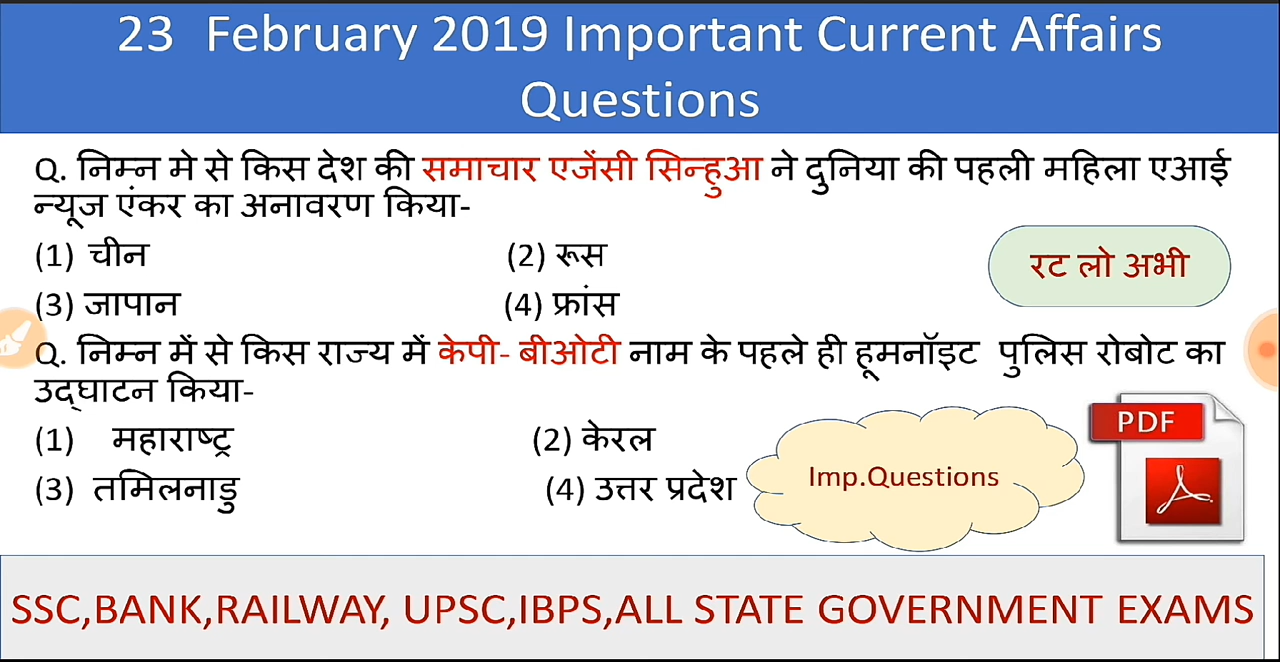 23 February 2019 Important Current Affairs
Questions
Q. निम्न मे से किस देश की समाचार एजेंसी सिन्हुआ ने दुनिया की पहली महिला एआई
न्यूज एंकर का अनावरण किया-
(1) चीन (2) रूस
रट लो अभी
(3) जापान (4) फ्रांस
Q. निम्न में से किस राज्य में केपी- बीओटी नाम के पहले ही हूमनॉइट पुलिस रोबोट का
उद्घाटन किया-
(1) महाराष्ट्र (2) केरल
(3) तमिलनाडु (4) उत्तर प्रदेश
Imp.Questions
PDF
SSC,BANK,RAILWAY, UPSC,IBPS,ALL STATE GOVERNMENT EXAMS